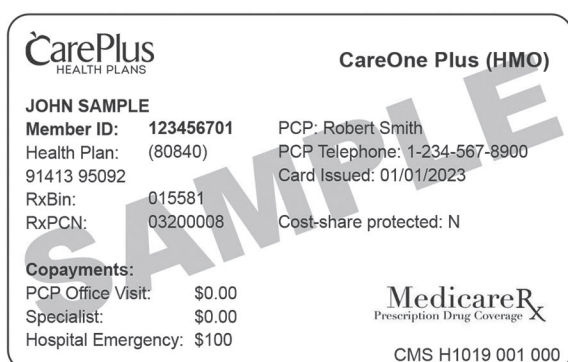 CarePlus
HEALTH PLANS
CareOne Plus (HMO)
JOHN SAMPLE
Member ID: 123456701
Health Plan: (80840)
91413 95092
RxBin: 015581
RxPCN: 03200008
PCP: Robert Smith
PCP Telephone: 1-234-567-8900
Card Issued: 01/01/2023
Cost-share protected: N
Copayments:
PCP Office Visit: $0.00
Specialist: $0.00
Hospital Emergency: $100
MedicareRx
Prescription Drug Coverage
CMS H1019 001 000
SAMPLE